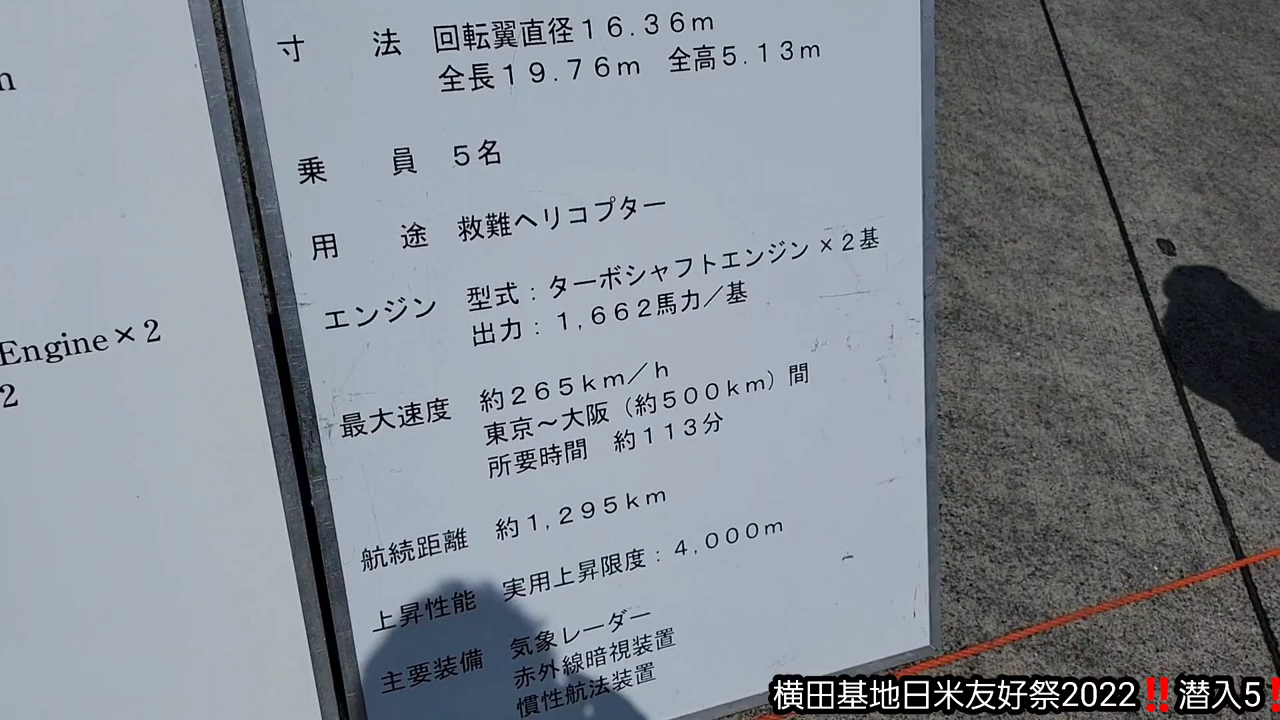 n
Engine×2
2
寸　法　回転翼直径16.36m
全長19.76m　全高5.13m
乗　員　5名
用　途　救難ヘリコプター
エンジン　型式：ターボシャフトエンジン×2基
出力：1,662馬力／基
最大速度　約265km／h
東京～大阪（約500km）間
所要時間　約113分
航続距離　約1,295km
上昇性能　実用上昇限度：4,000m
主要装備　気象レーダー
赤外線暗視装置
慣性航法装置
横田基地日米友好祭2022‼️潜入5❗